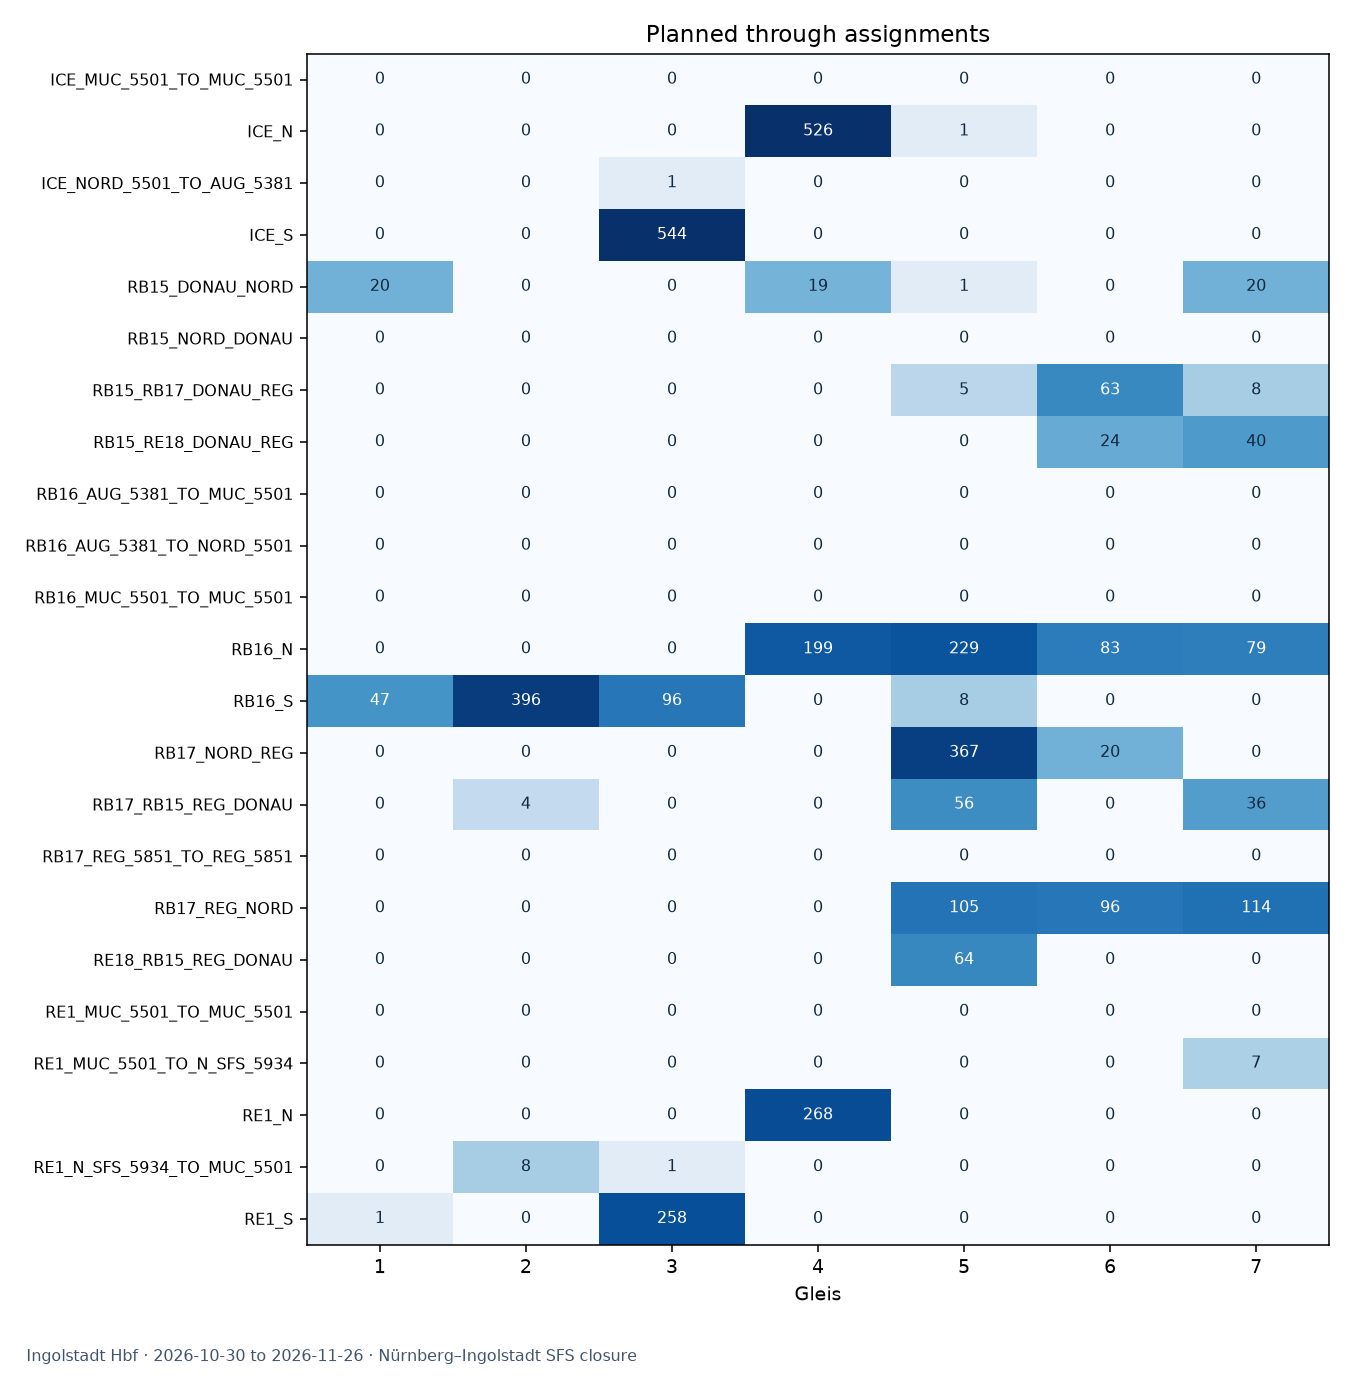 Planned through assignments
ICE_MUC_5501_TO_MUC_5501 0 0 0 0 0 0 0
ICE_N 0 0 0 526 1 0 0
ICE_NORD_5501_TO_AUG_5381 0 0 1 0 0 0 0
ICE_S 0 0 544 0 0 0 0
RB15_DONAU_NORD 20 0 0 19 1 0 20
RB15_NORD_DONAU 0 0 0 0 0 0 0
RB15_RB17_DONAU_REG 0 0 0 0 5 63 8
RB15_RE18_DONAU_REG 0 0 0 0 0 24 40
RB16_AUG_5381_TO_MUC_5501 0 0 0 0 0 0 0
RB16_AUG_5381_TO_NORD_5501 0 0 0 0 0 0 0
RB16_MUC_5501_TO_MUC_5501 0 0 0 0 0 0 0
RB16_N 0 0 0 199 229 83 79
RB16_S 47 396 96 0 8 0 0
RB17_NORD_REG 0 0 0 0 367 20 0
RB17_RB15_REG_DONAU 0 4 0 0 56 0 36
RB17_REG_5851_TO_REG_5851 0 0 0 0 0 0 0
RB17_REG_NORD 0 0 0 0 105 96 114
RE18_RB15_REG_DONAU 0 0 0 0 64 0 0
RE1_MUC_5501_TO_MUC_5501 0 0 0 0 0 0 0
RE1_MUC_5501_TO_N_SFS_5934 0 0 0 0 0 0 7
RE1_N 0 0 0 268 0 0 0
RE1_N_SFS_5934_TO_MUC_5501 0 8 1 0 0 0 0
RE1_S 1 0 258 0 0 0 0
1 2 3 4 5 6 7
Gleis
Ingolstadt Hbf · 2026-10-30 to 2026-11-26 · Nürnberg–Ingolstadt SFS closure